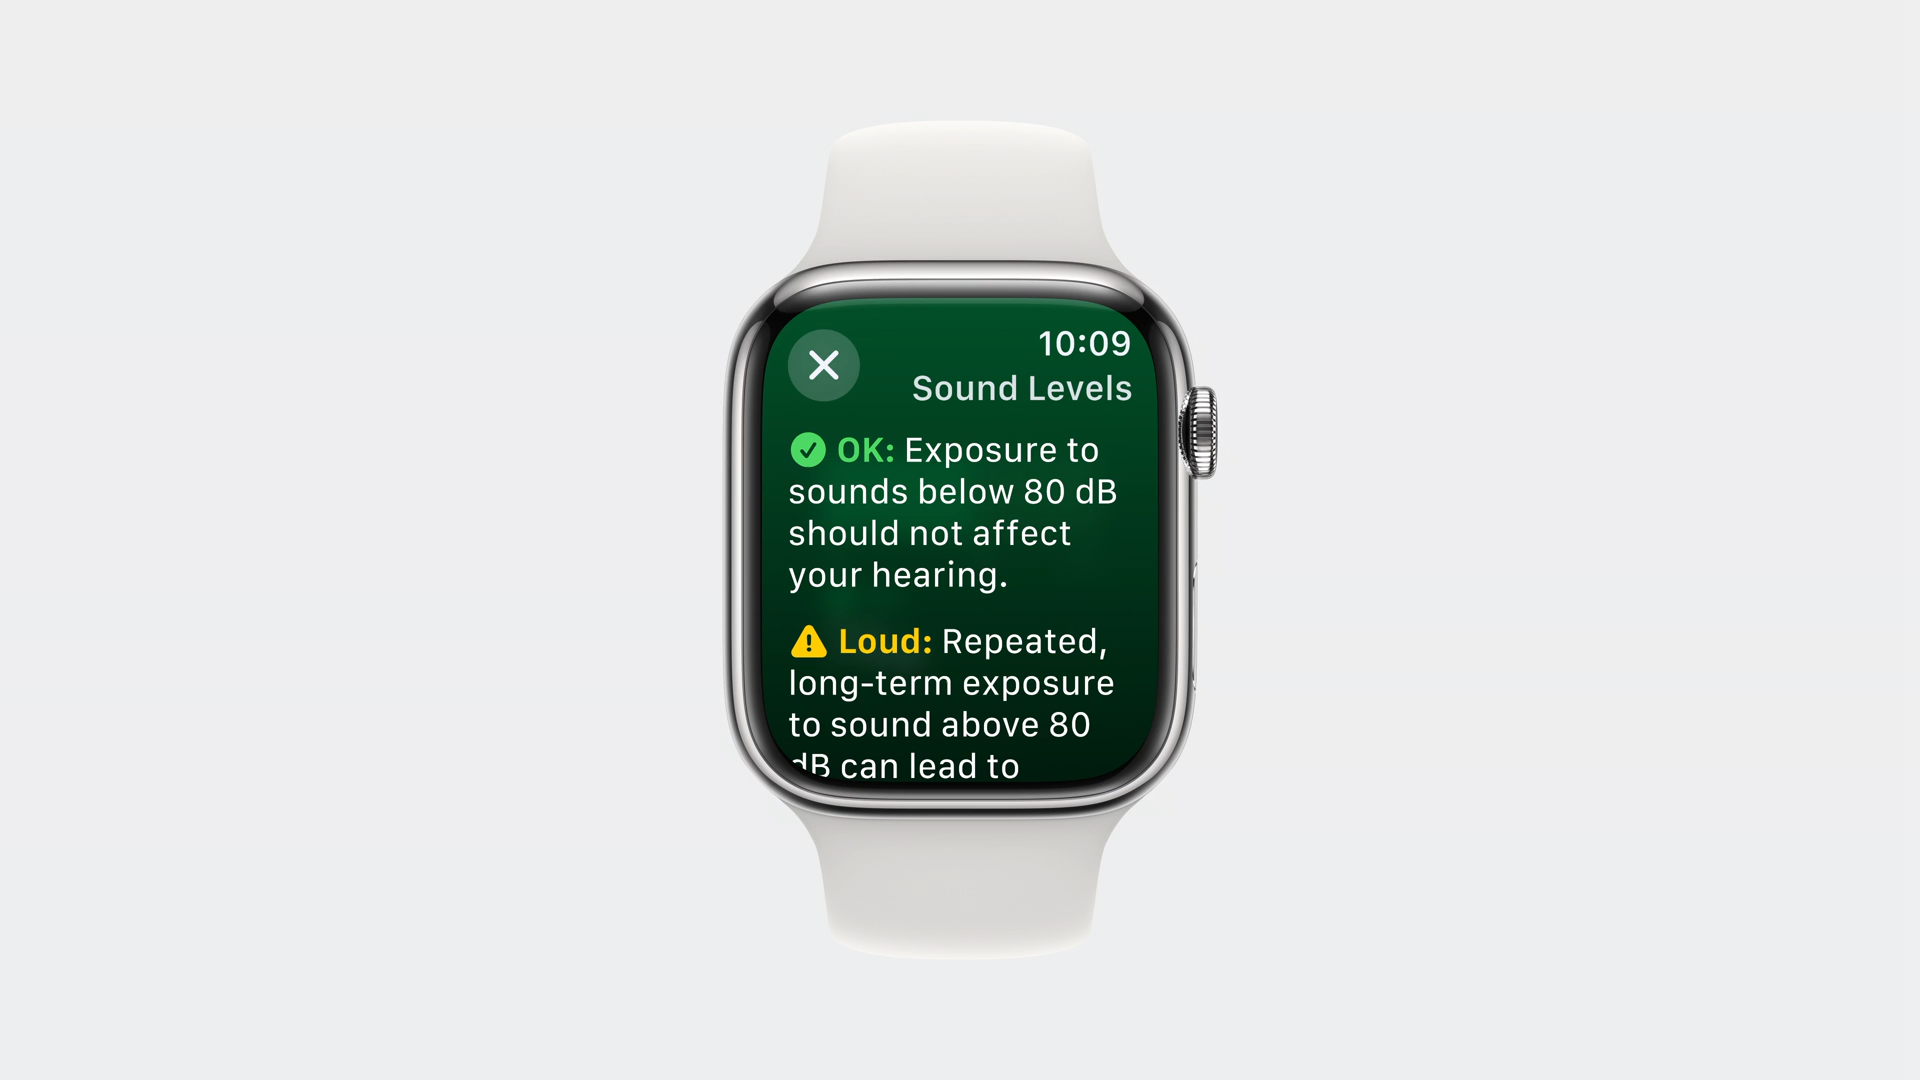 10:09
Sound Levels
OK: Exposure to
sounds below 80 dB
should not affect
your hearing.
Loud: Repeated,
long-term exposure
to sound above 80
dB can lead to